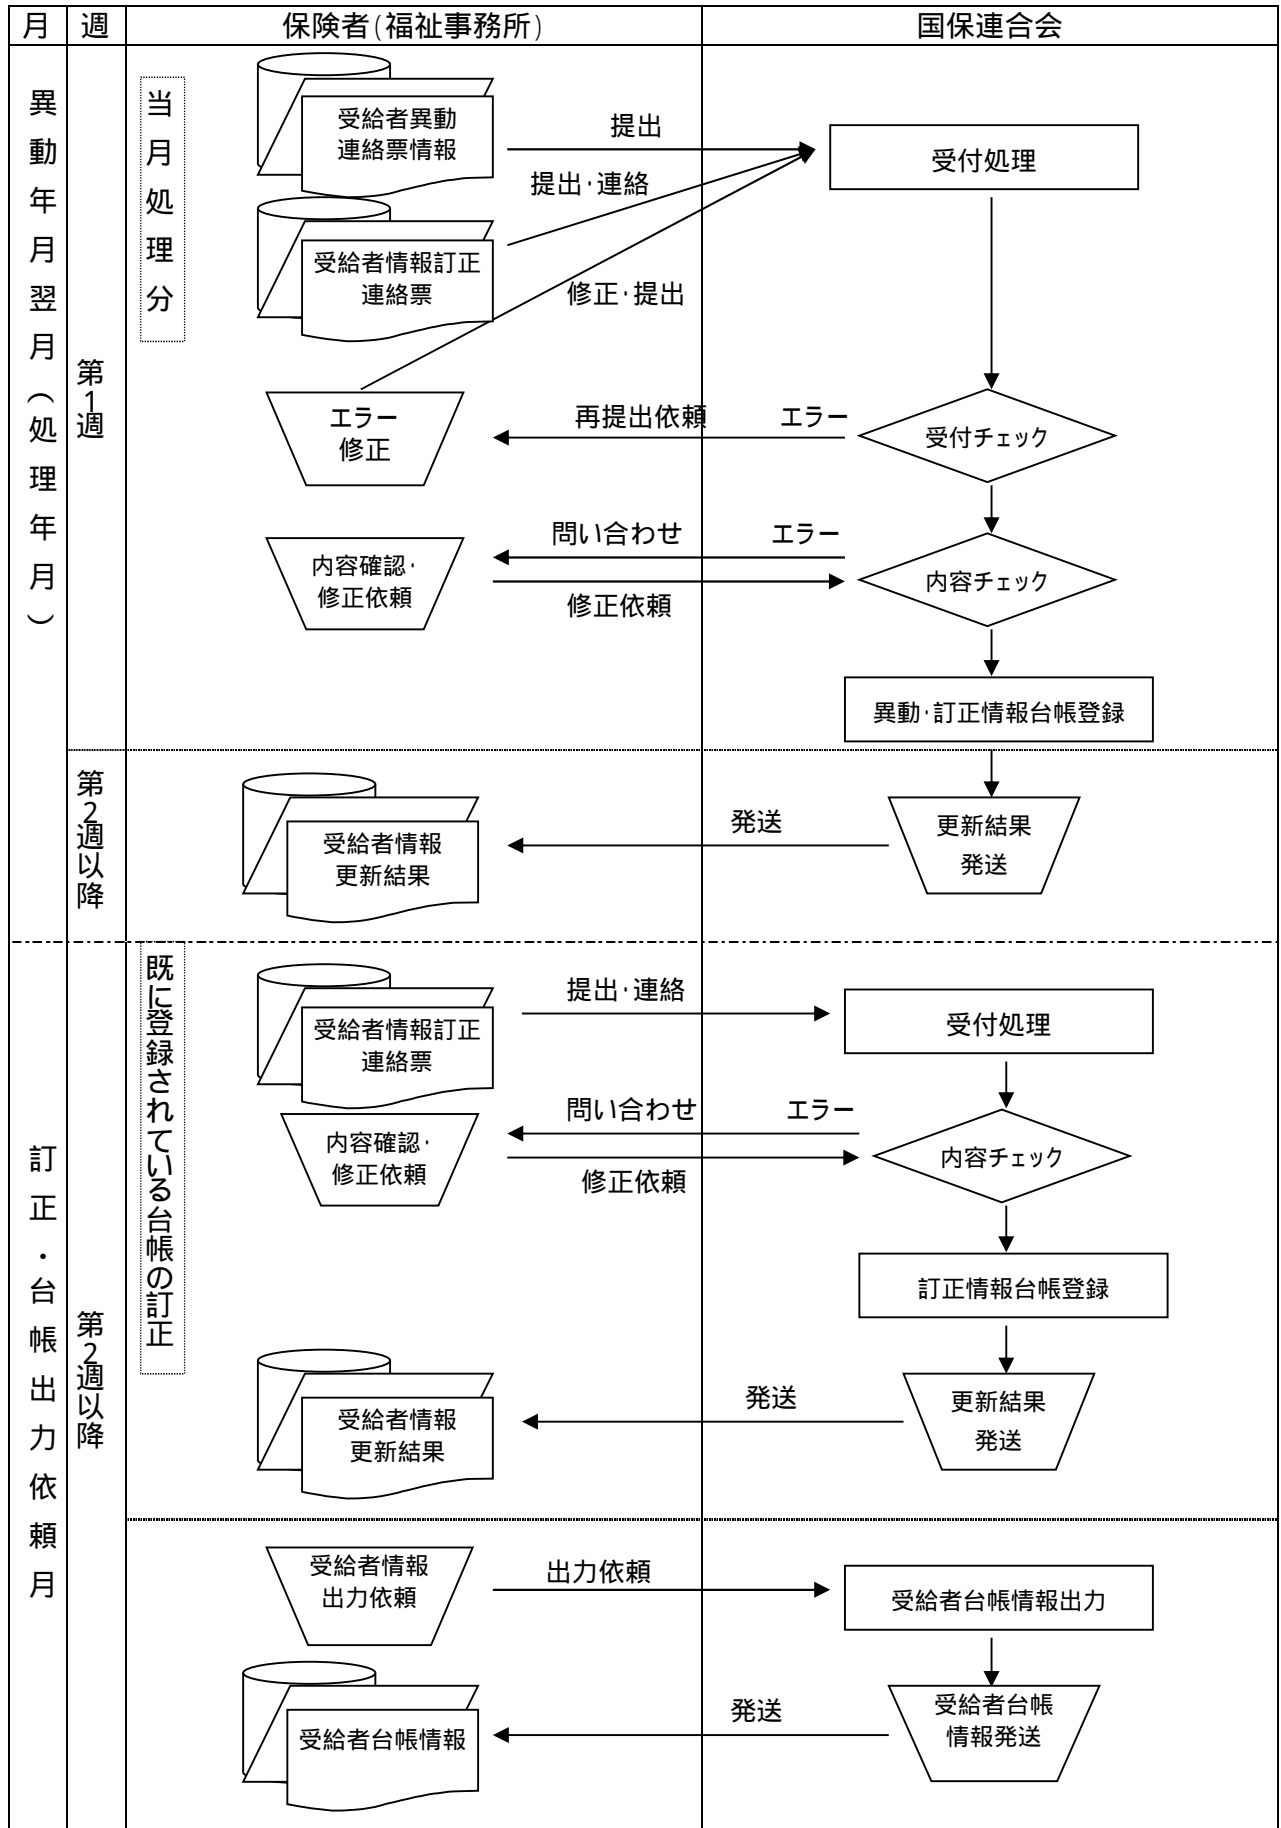 月
週
保険者(福祉事務所)
国保連合会
異動年月翌月(処理年月)
第1週
当月処理分
受給者異動
連絡票情報
提出
受付処理
提出・連絡
受給者情報訂正
連絡票
修正・提出
エラー
修正
再提出依頼
エラー
受付チェック
問い合わせ
エラー
内容確認・
修正依頼
修正依頼
内容チェック
異動・訂正情報台帳登録
第2週以降
受給者情報
更新結果
発送
更新結果
発送
訂正・台帳出力依頼月
第2週以降
既に登録されている台帳の訂正
受給者情報訂正
連絡票
提出・連絡
受付処理
問い合わせ
エラー
内容確認・
修正依頼
修正依頼
内容チェック
訂正情報台帳登録
受給者情報
更新結果
発送
更新結果
発送
受給者情報
出力依頼
出力依頼
受給者台帳情報出力
受給者台帳情報
発送
受給者台帳
情報発送